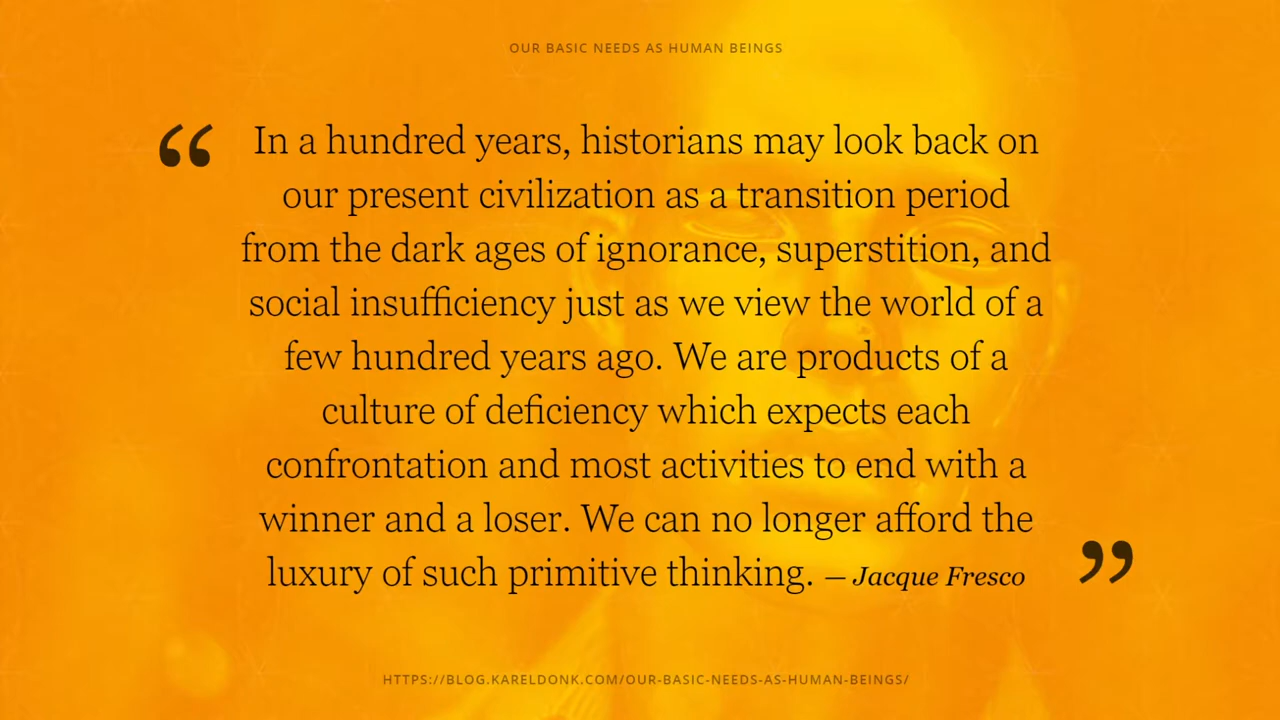 OUR BASIC NEEDS AS HUMAN BEINGS
“ In a hundred years, historians may look back on
our present civilization as a transition period
from the dark ages of ignorance, superstition, and
social insufficiency just as we view the world of a
few hundred years ago. We are products of a
culture of deficiency which expects each
confrontation and most activities to end with a
winner and a loser. We can no longer afford the
luxury of such primitive thinking. — Jacque Fresco ”
HTTPS://BLOG.KARELDONK.COM/OUR-BASIC-NEEDS-AS-HUMAN-BEINGS/